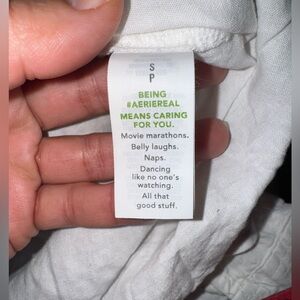 S
P
BEING
#AERIEREAL
MEANS CARING
FOR YOU.
Movie marathons.
Belly laughs.
Naps.
Dancing
like no one's
watching.
All that
good stuff.